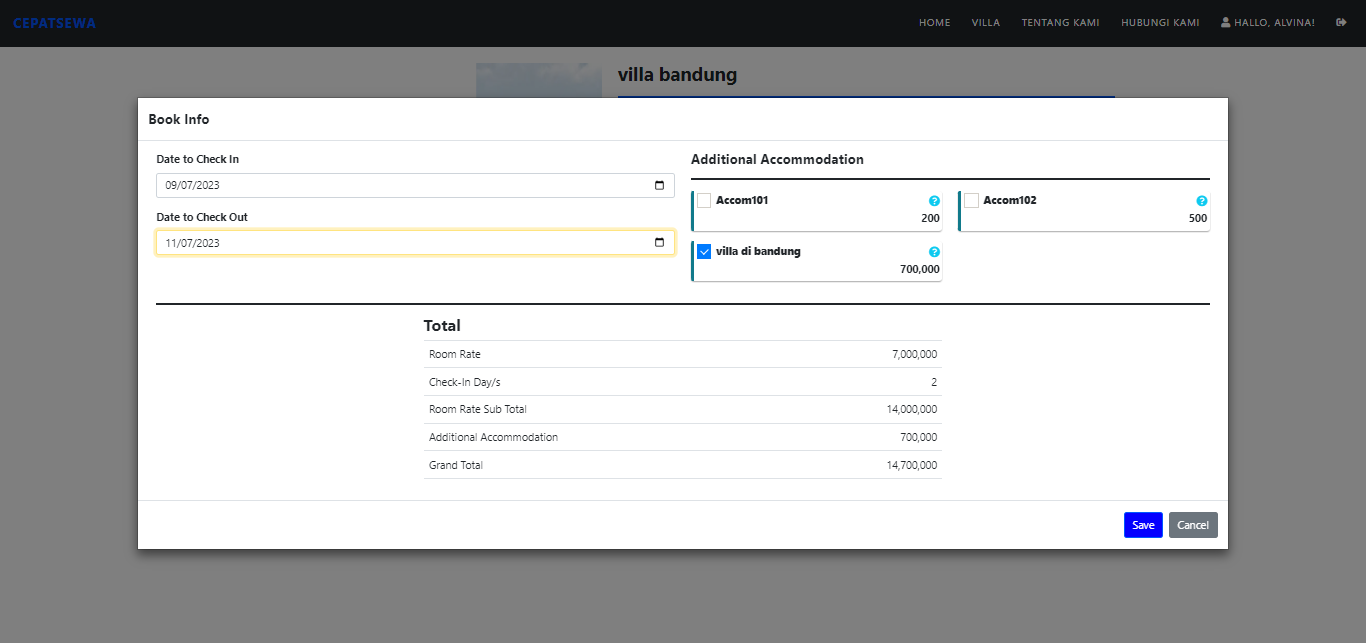 CEPATSEWA
HOME VILLA TENTANG KAMI HUBUNGI KAMI HALLO, ALVINA!
villa bandung
Book Info
Date to Check In
09/07/2023
Date to Check Out
11/07/2023
Additional Accommodation
Accom101
200
Accom102
500
villa di bandung
700,000
Total
Room Rate 7,000,000
Check-In Day/s 2
Room Rate Sub Total 14,000,000
Additional Accommodation 700,000
Grand Total 14,700,000
Save Cancel